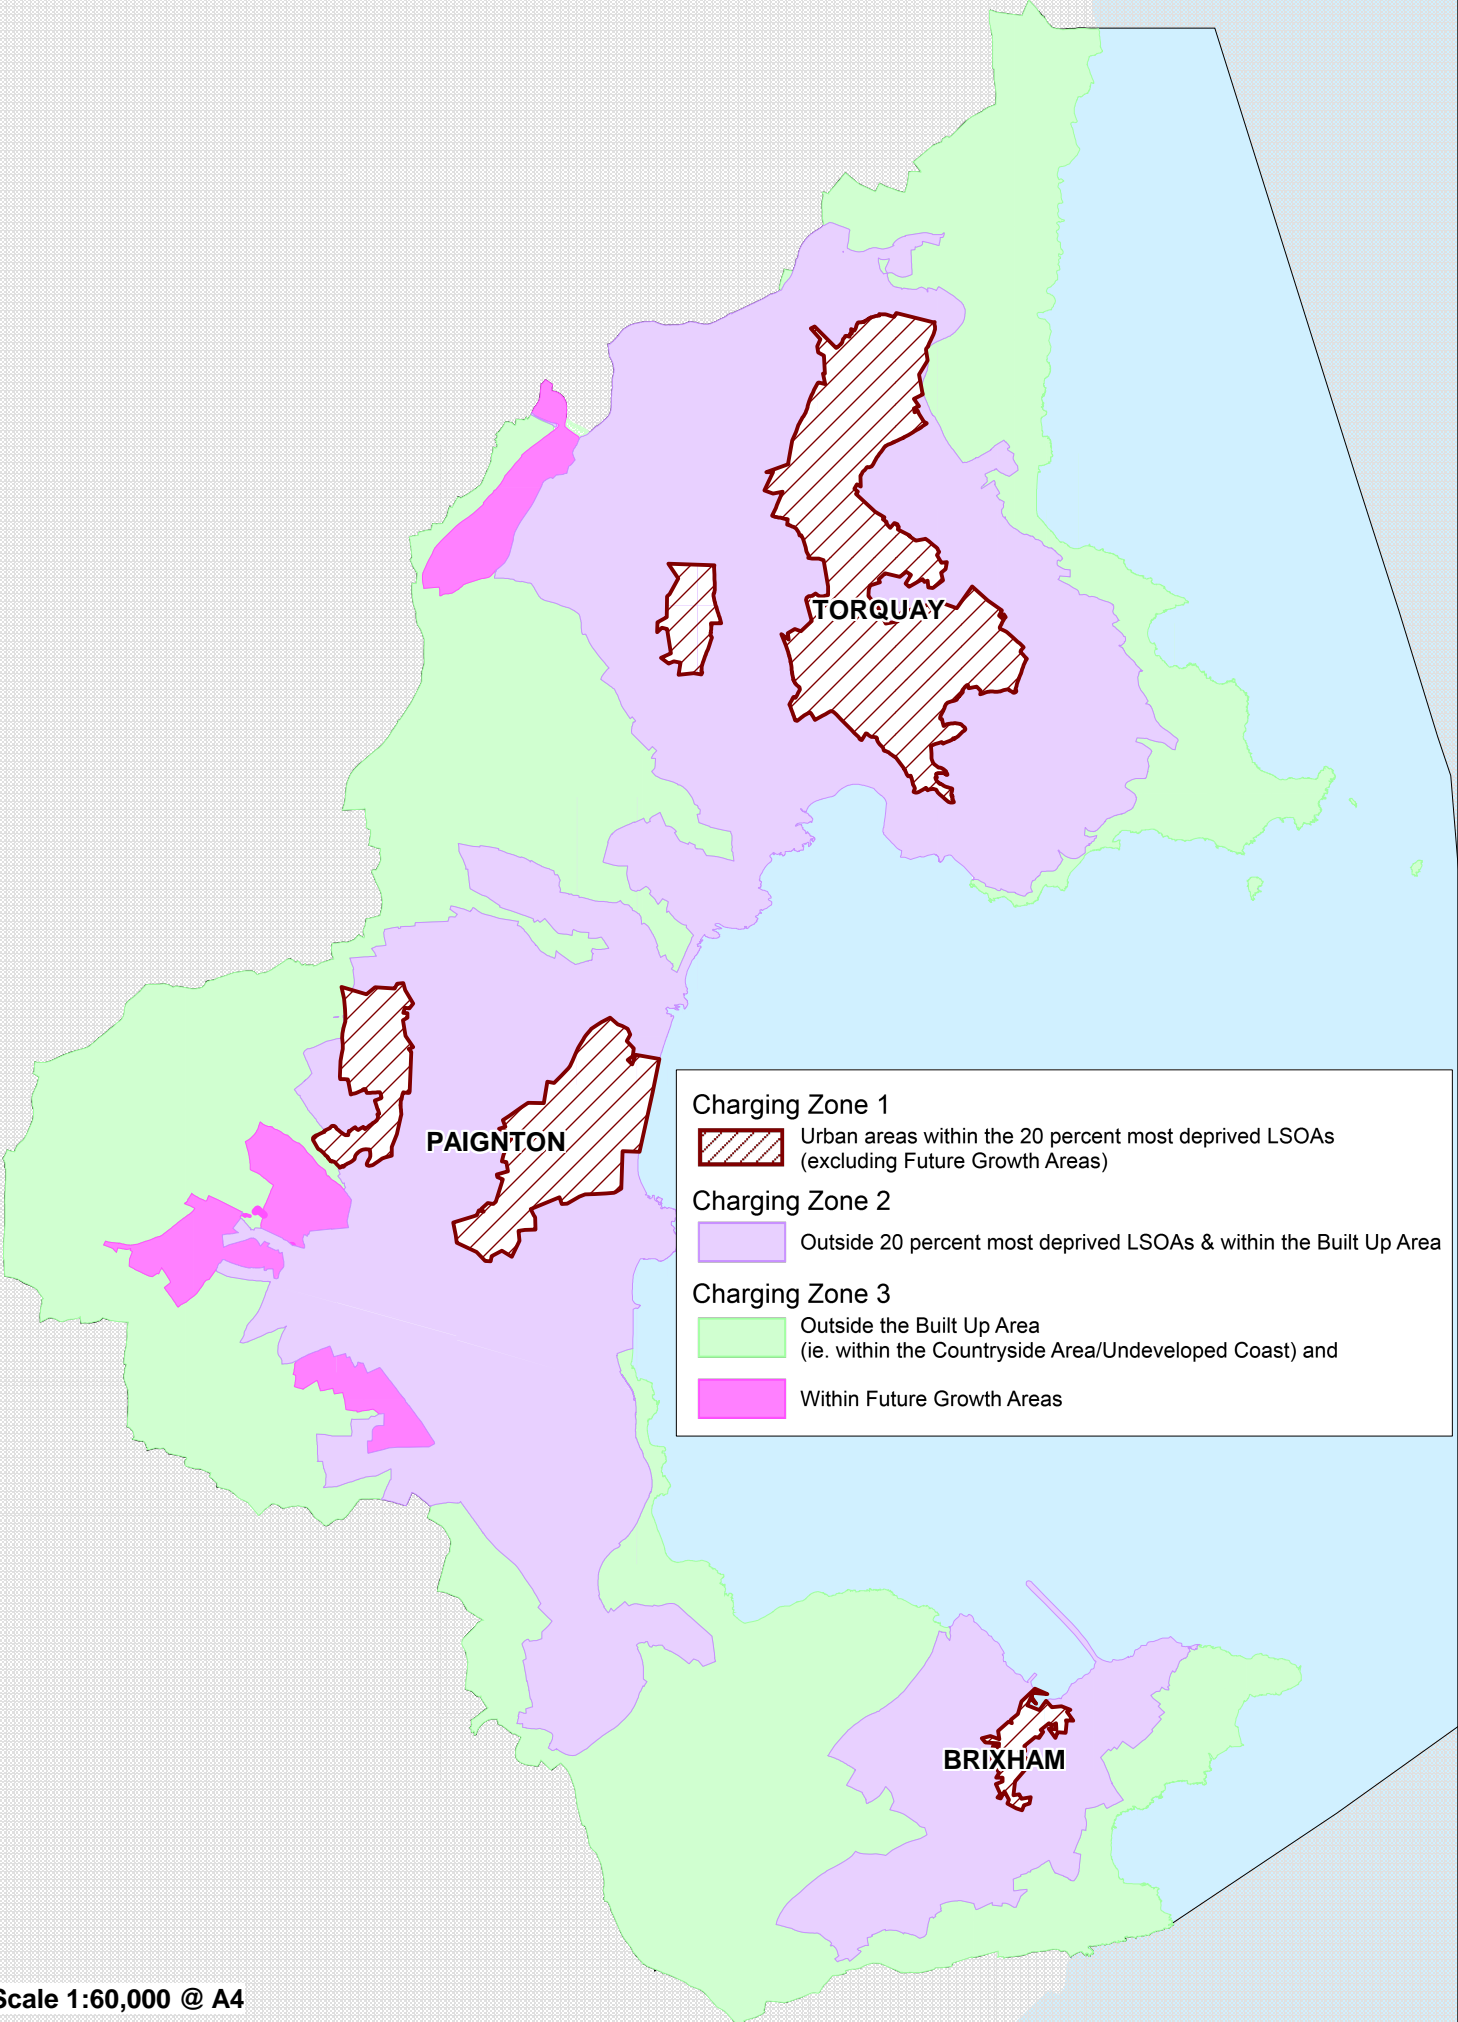 TORQUAY
PAIGNTON
Charging Zone 1
Urban areas within the 20 percent most deprived LSOAs
(excluding Future Growth Areas)
Charging Zone 2
Outside 20 percent most deprived LSOAs & within the Built Up Area
Charging Zone 3
Outside the Built Up Area
(ie. within the Countryside Area/Undeveloped Coast) and
Within Future Growth Areas
BRIXHAM
Scale 1:60,000 @ A4